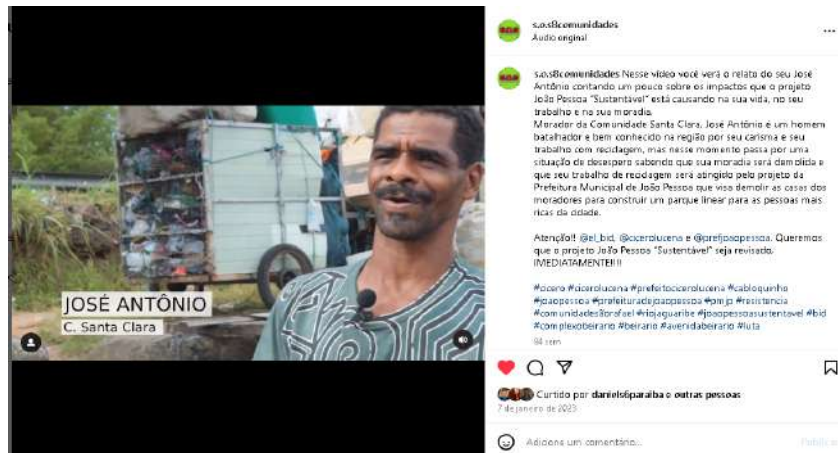 JOSÉ ANTÔNIO
C. Santa Clara
s.o.s8comunidades
Áudio original
s.o.s8comunidades Nesse vídeo você verá o relato do seu José
Antônio contando um pouco sobre os impactos que o projeto
João Pessoa "Sustentável" está causando na sua vida, no seu
trabalho e na sua moradia.
Morador da Comunidade Santa Clara, José Antônio é um homem
batalhador e bem conhecido na região por seu carisma e seu
trabalho com reciclagem, mas nesse momento passa por uma
situação de desespero sabendo que sua moradia será demolida e
que seu trabalho de reciclagem será atingido pelo projeto da
Prefeitura Municipal de João Pessoa que visa demolir as casas dos
moradores para construir um parque linear para as pessoas mais
ricas da cidade.
Atenção!! @el_bid, @cicerolucena e @prefjoaopessoa. Queremos
que o projeto João Pessoa "Sustentável" seja revisado,
IMEDIATAMENTE!!!!
#cicero #cicerolucena #prefeitocicerolucena #cabloquinho
#joaopessoa #prefeituradejoaopessoa #pmjp #resistencia
#comunidadesãorafael #riojaguaribe #joaopessoasustentavel #bid
#complexobeirario #beirario #avenidabeirario #luta
94 sem
Curtido por daniels6paraiba e outras pessoas
7 de janeiro de 2023
Adicione um comentário...
Publicar